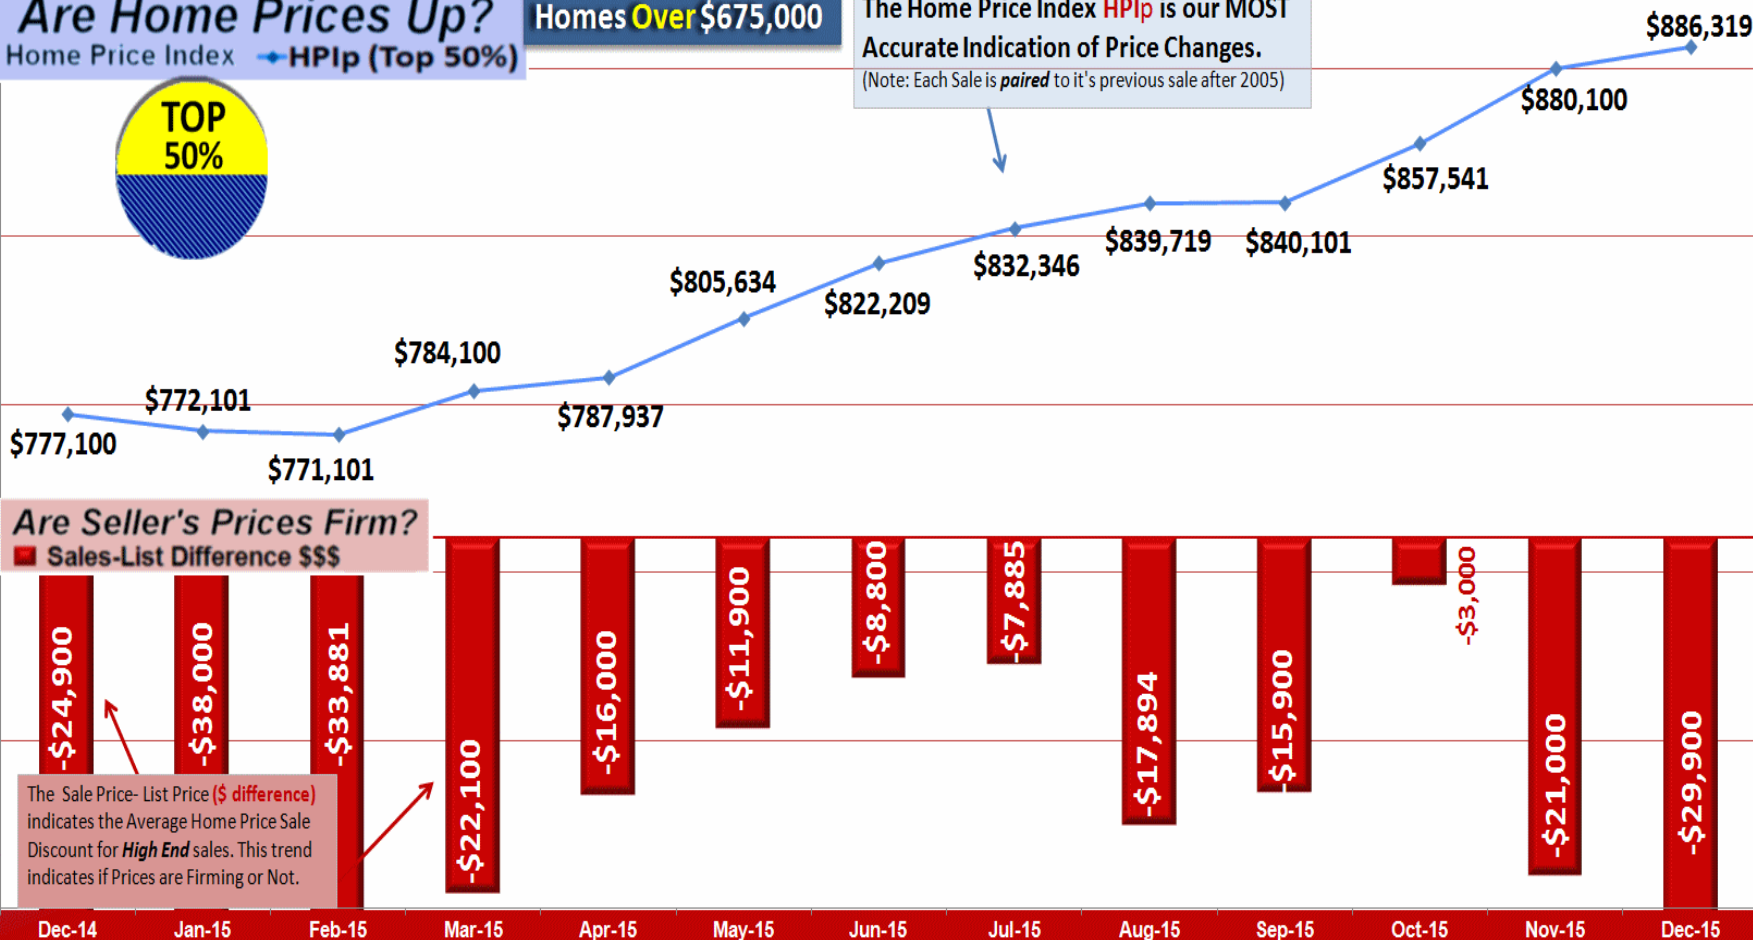 Are Home Prices Up?
Home Price Index HPIp (Top 50%)
Homes Over $675,000
The Home Price Index HPIp is our MOST
Accurate Indication of Price Changes.
(Note: Each Sale is paired to it's previous sale after 2005)
TOP
50%
$777,100
$772,101
$771,101
$784,100
$787,937
$805,634
$822,209
$832,346
$839,719
$840,101
$857,541
$880,100
$886,319
Are Seller's Prices Firm?
Sales-List Difference $$$
-$24,900
-$38,000
-$33,881
-$22,100
-$16,000
-$11,900
-$8,800
-$7,885
-$17,894
-$15,900
-$3,000
-$21,000
-$29,900
The Sale Price- List Price ($ difference)
indicates the Average Home Price Sale
Discount for High End sales. This trend
indicates if Prices are Firming or Not.
Dec-14 Jan-15 Feb-15 Mar-15 Apr-15 May-15 Jun-15 Jul-15 Aug-15 Sep-15 Oct-15 Nov-15 Dec-15